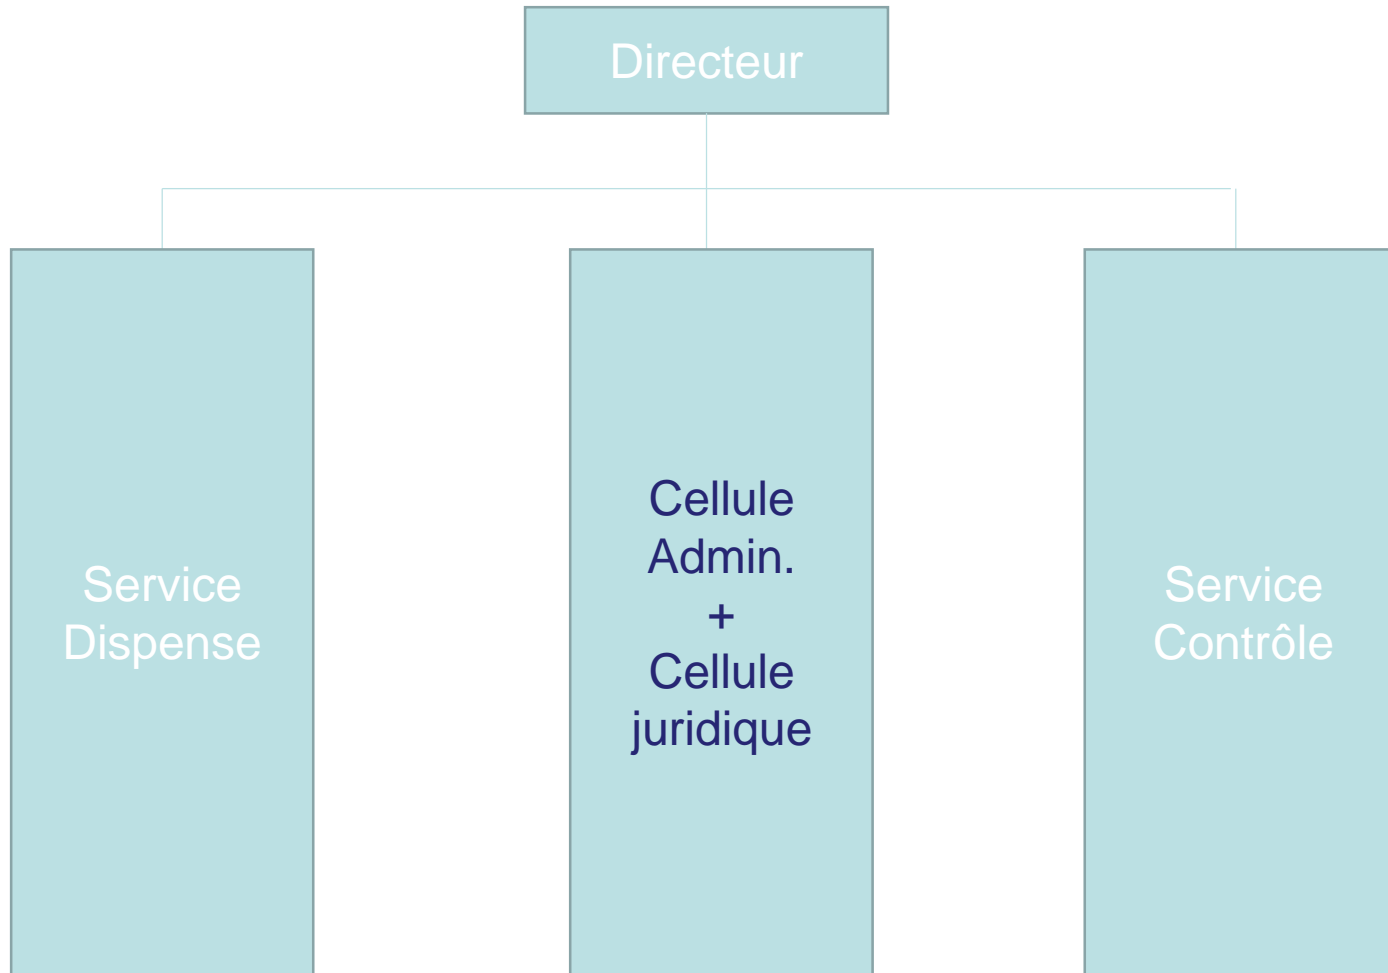 Directeur
Service
Dispense
Cellule
Admin.
+
Cellule
juridique
Service
Contrôle